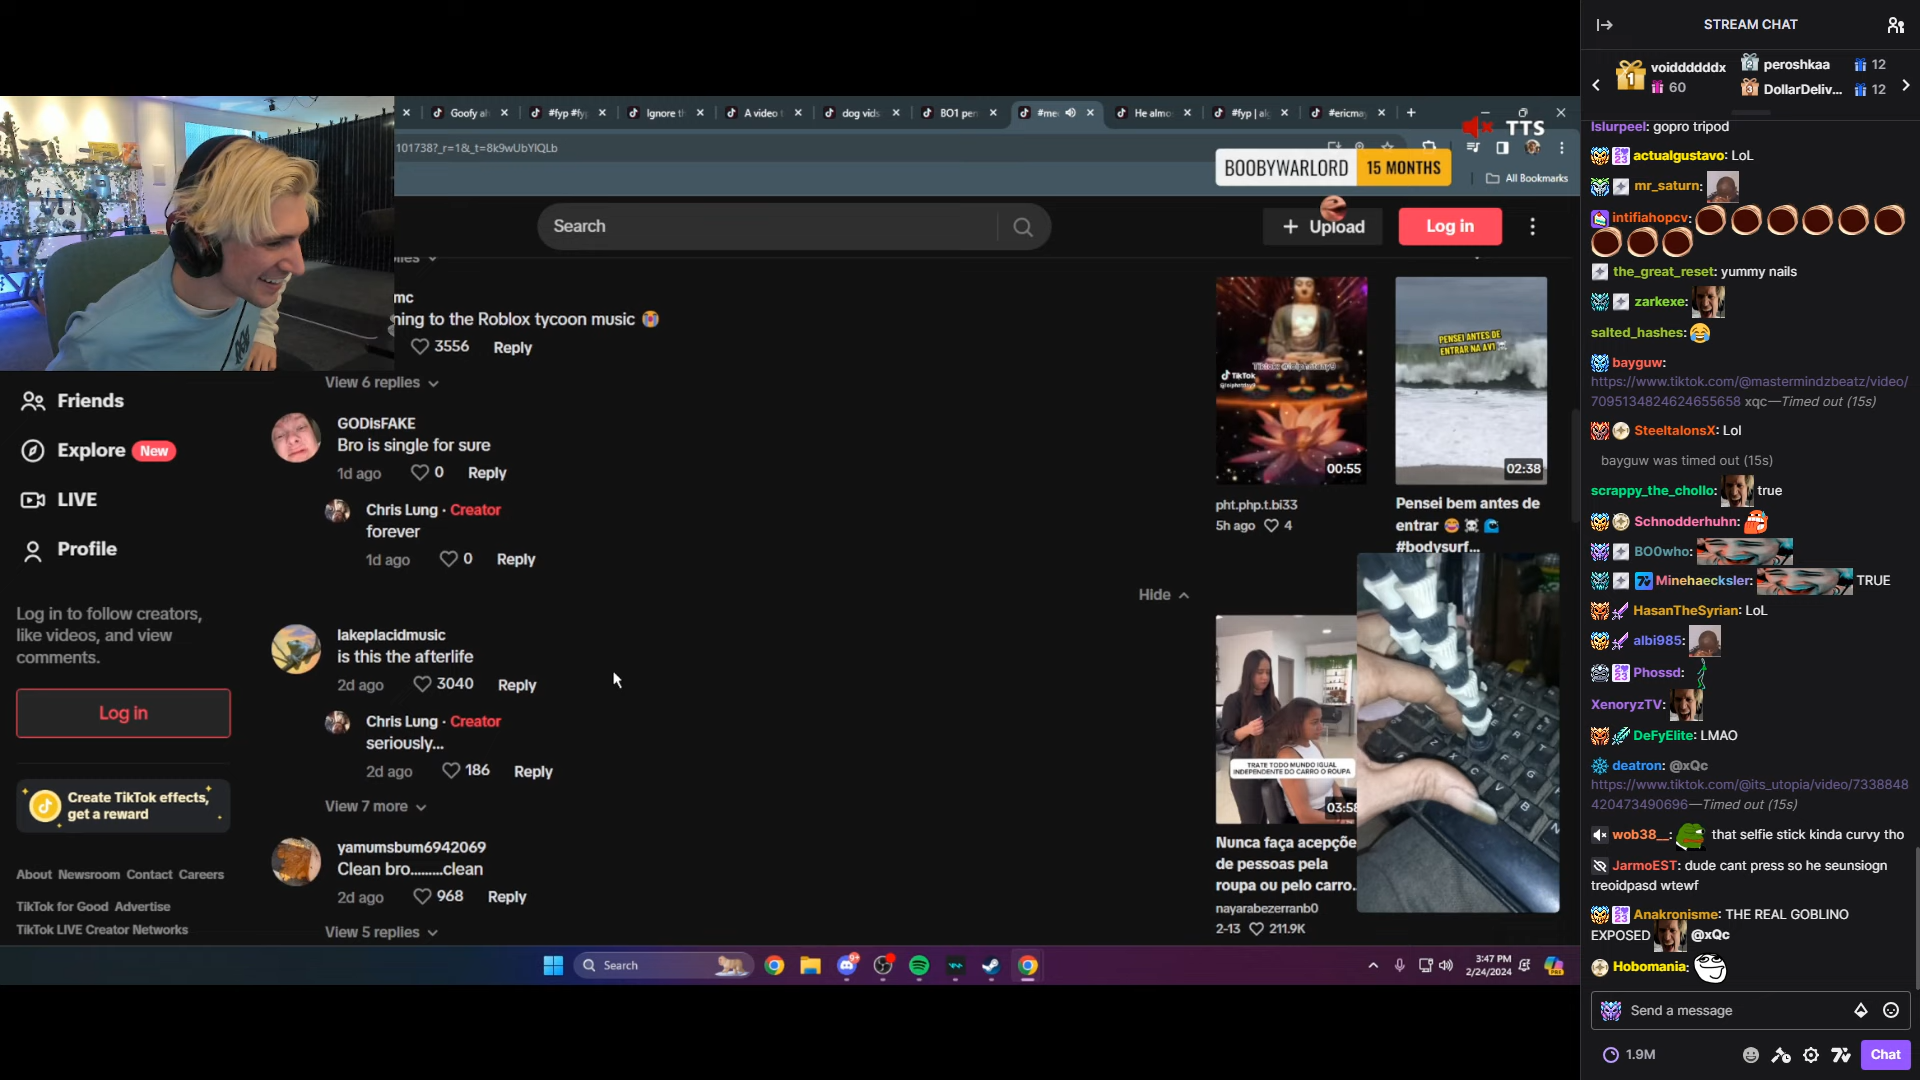 Goofy al
#fyp #fy
Ignore t
A video
dog vids
BO1 per
#me
He almo
#fyp | al
#ericmay
101738?_r=1&_t=8k9wUbYlQLb
TTS
BOOBYWARLORD 15 MONTHS
All Bookmarks
Search
Upload
Log in
Friends
Explore New
LIVE
Profile
Log in to follow creators,
like videos, and view
comments.
Log in
Create TikTok effects,
get a reward
About Newsroom Contact Careers
TikTok for Good Advertise
TikTok LIVE Creator Networks
mc
ning to the Roblox tycoon music 😭
3556 Reply
View 6 replies
GODisFAKE
Bro is single for sure
1d ago 0 Reply
Chris Lung · Creator
forever
1d ago 0 Reply
Hide
lakeplacidmusic
is this the afterlife
2d ago 3040 Reply
Chris Lung · Creator
seriously...
2d ago 186 Reply
View 7 more
yamumsbum6942069
Clean bro.........clean
2d ago 968 Reply
View 5 replies
TikTok
00:55
pht.php.t.bi33
5h ago 4
PENSEI ANTES DE
ENTRAR NA AV1
02:38
Pensei bem antes de
entrar 😂☠️🌊
#bodysurf...
TRATE TODO MUNDO IGUAL
INDEPENDENTE DO CARRO O ROUPA
03:58
Nunca faça acepçõe
de pessoas pela
roupa ou pelo carro.
nayarabezerranb0
2-13 211.9K
Search
3:47 PM
2/24/2024
STREAM CHAT
1 voiddddddx 60
2 peroshkaa 12
3 DollarDeliv... 12
Islurpeel: gopro tripod
actualgustavo: LoL
mr_saturn:
intifiahopcv:
the_great_reset: yummy nails
zarkexe:
salted_hashes: 😂
bayguw:
https://www.tiktok.com/@mastermindzbeatz/video/
7095134824624655658 xqc—Timed out (15s)
SteeltalonsX: Lol
bayguw was timed out (15s)
scrappy_the_chollo: true
Schnodderhuhn:
BO0who:
Minehaecksler: TRUE
HasanTheSyrian: LoL
albi985:
Phossd:
XenoryzTV:
DeFyElite: LMAO
deatron: @xQc
https://www.tiktok.com/@its_utopia/video/7338848
420473490696—Timed out (15s)
wob38__: that selfie stick kinda curvy tho
JarmoEST: dude cant press so he seunsiogn
treoidpasd wtewf
Anakronisme: THE REAL GOBLINO
EXPOSED @xQc
Hobomania:
Send a message
1.9M
Chat